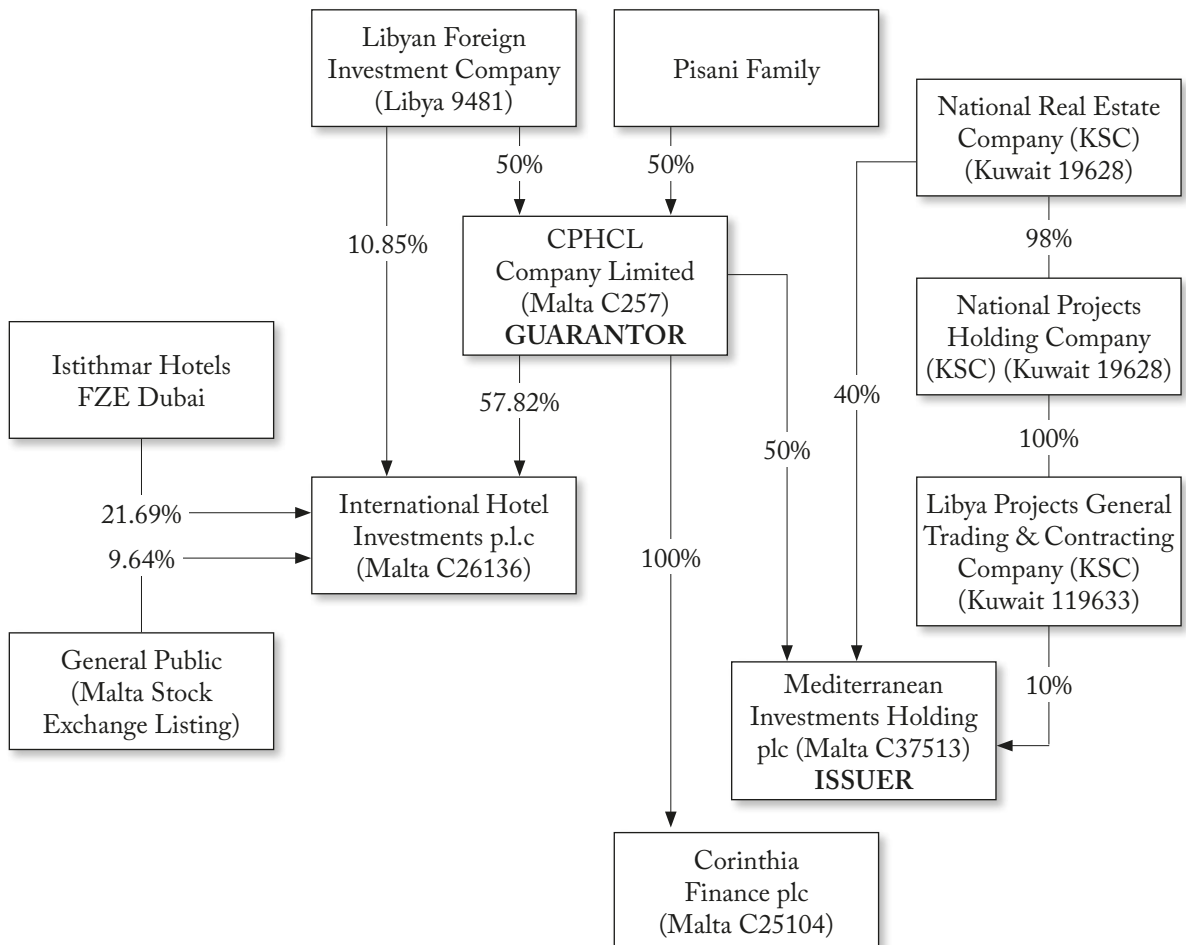 Libyan Foreign
Investment Company
(Libya 9481)
Pisani Family
National Real Estate
Company (KSC)
(Kuwait 19628)
50%
50%
10.85%
CPHCL
Company Limited
(Malta C257)
GUARANTOR
98%
National Projects
Holding Company
(KSC) (Kuwait 19628)
Istithmar Hotels
FZE Dubai
57.82%
40%
50%
100%
21.69%
9.64%
International Hotel
Investments p.l.c
(Malta C26136)
100%
Libya Projects General
Trading & Contracting
Company (KSC)
(Kuwait 119633)
General Public
(Malta Stock
Exchange Listing)
Mediterranean
Investments Holding
plc (Malta C37513)
ISSUER
10%
Corinthia
Finance plc
(Malta C25104)